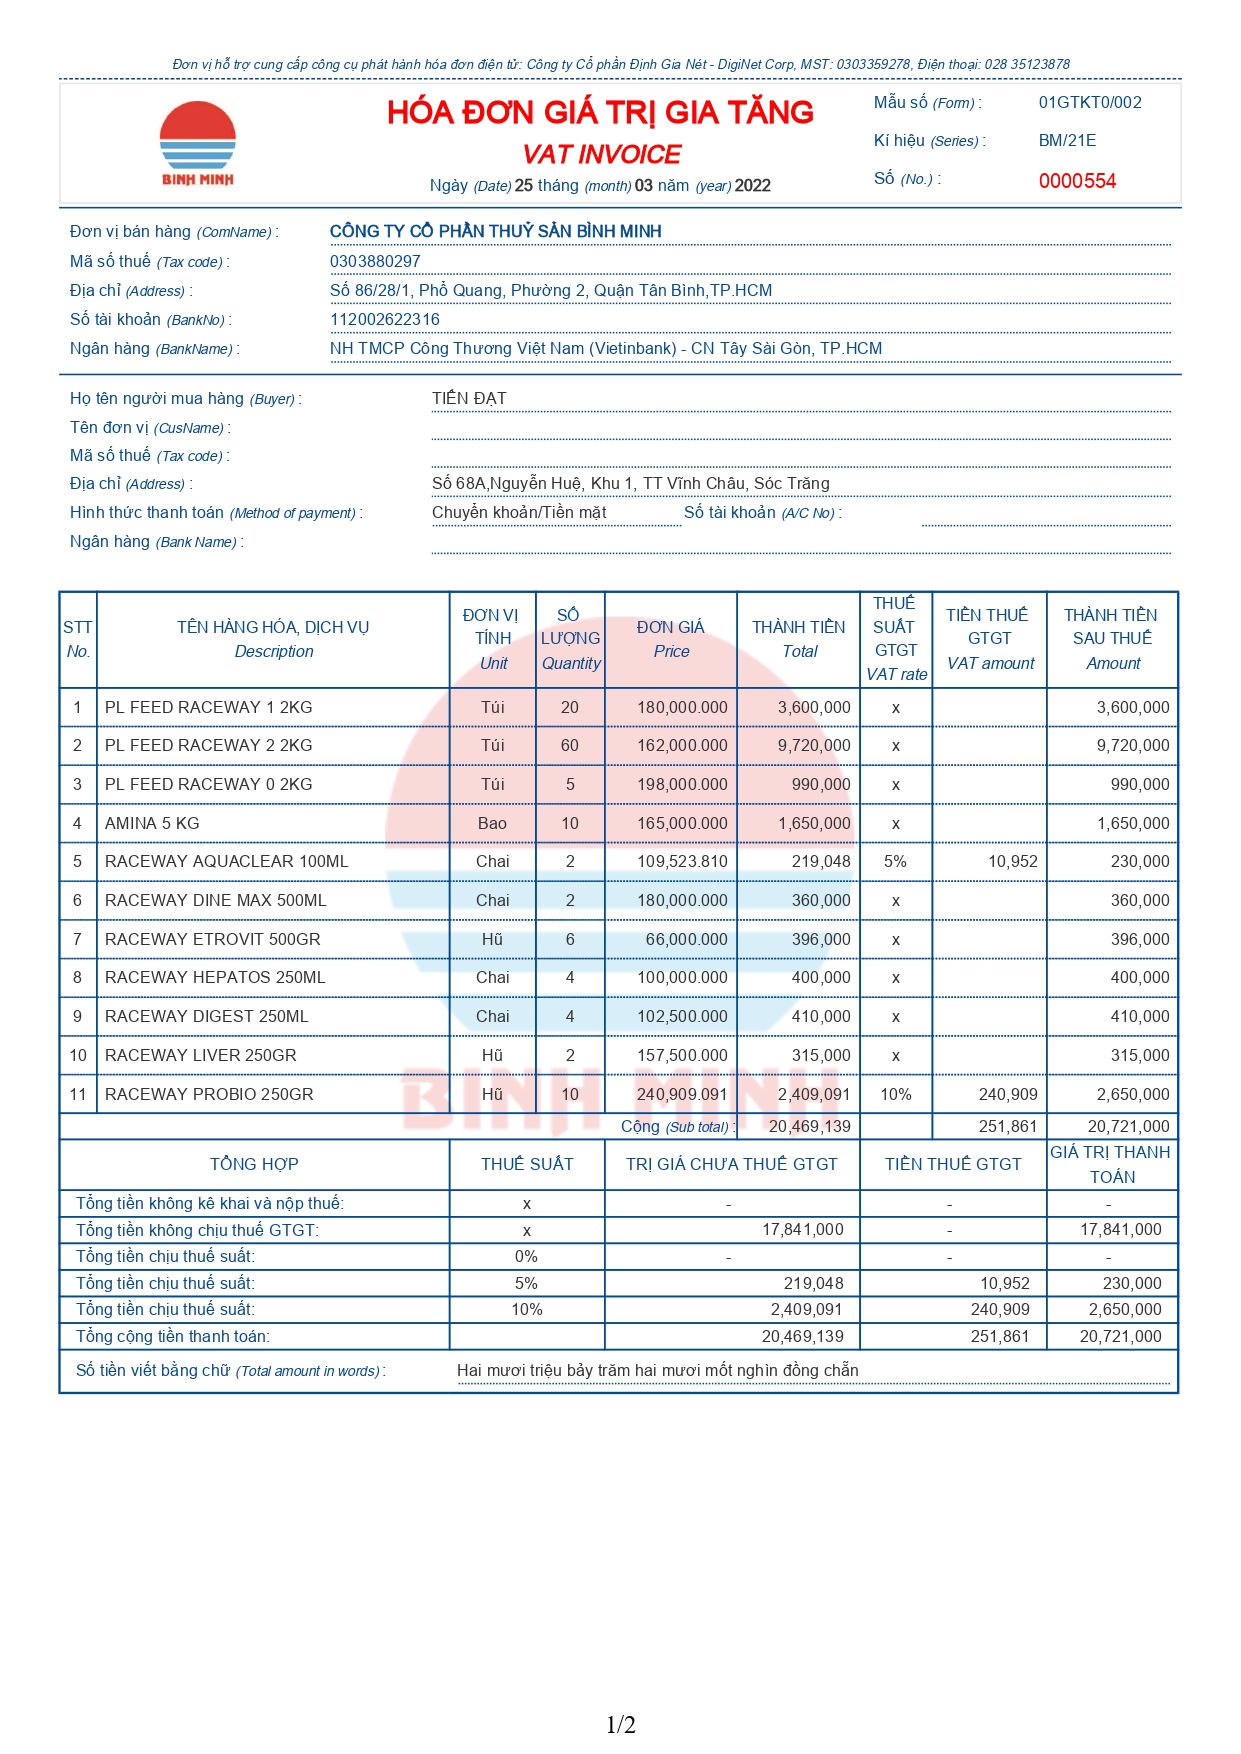 Đơn vị hỗ trợ cung cấp công cụ phát hành hóa đơn điện tử: Công ty Cổ phần Định Gia Nét - DigiNet Corp, MST: 0303359278, Điện thoại: 028 35123878
BINH MINH
HÓA ĐƠN GIÁ TRỊ GIA TĂNG
VAT INVOICE
Ngày (Date) 25 tháng (month) 03 năm (year) 2022
Mẫu số (Form) : 01GTKT0/002
Kí hiệu (Series) : BM/21E
Số (No.) : 0000554
Đơn vị bán hàng (ComName) : CÔNG TY CỔ PHẦN THUỶ SẢN BÌNH MINH
Mã số thuế (Tax code) : 0303880297
Địa chỉ (Address) : Số 86/28/1, Phổ Quang, Phường 2, Quận Tân Bình,TP.HCM
Số tài khoản (BankNo) : 112002622316
Ngân hàng (BankName) : NH TMCP Công Thương Việt Nam (Vietinbank) - CN Tây Sài Gòn, TP.HCM
Họ tên người mua hàng (Buyer) : TIẾN ĐẠT
Tên đơn vị (CusName) :
Mã số thuế (Tax code) :
Địa chỉ (Address) : Số 68A,Nguyễn Huệ, Khu 1, TT Vĩnh Châu, Sóc Trăng
Hình thức thanh toán (Method of payment) : Chuyển khoản/Tiền mặt Số tài khoản (A/C No) :
Ngân hàng (Bank Name) :
STT No. TÊN HÀNG HÓA, DỊCH VỤ Description ĐƠN VỊ TÍNH Unit SỐ LƯỢNG Quantity ĐƠN GIÁ Price THÀNH TIỀN Total THUẾ SUẤT GTGT VAT rate TIỀN THUẾ GTGT VAT amount THÀNH TIỀN SAU THUẾ Amount
1 PL FEED RACEWAY 1 2KG Túi 20 180,000.000 3,600,000 x 3,600,000
2 PL FEED RACEWAY 2 2KG Túi 60 162,000.000 9,720,000 x 9,720,000
3 PL FEED RACEWAY 0 2KG Túi 5 198,000.000 990,000 x 990,000
4 AMINA 5 KG Bao 10 165,000.000 1,650,000 x 1,650,000
5 RACEWAY AQUACLEAR 100ML Chai 2 109,523.810 219,048 5% 10,952 230,000
6 RACEWAY DINE MAX 500ML Chai 2 180,000.000 360,000 x 360,000
7 RACEWAY ETROVIT 500GR Hũ 6 66,000.000 396,000 x 396,000
8 RACEWAY HEPATOS 250ML Chai 4 100,000.000 400,000 x 400,000
9 RACEWAY DIGEST 250ML Chai 4 102,500.000 410,000 x 410,000
10 RACEWAY LIVER 250GR Hũ 2 157,500.000 315,000 x 315,000
11 RACEWAY PROBIO 250GR Hũ 10 240,909.091 2,409,091 10% 240,909 2,650,000
BINH MINH
Cộng (Sub total) : 20,469,139 251,861 20,721,000
TỔNG HỢP THUẾ SUẤT TRỊ GIÁ CHƯA THUẾ GTGT TIỀN THUẾ GTGT GIÁ TRỊ THANH TOÁN
Tổng tiền không kê khai và nộp thuế: x - - -
Tổng tiền không chịu thuế GTGT: x 17,841,000 - 17,841,000
Tổng tiền chịu thuế suất: 0% - - -
Tổng tiền chịu thuế suất: 5% 219,048 10,952 230,000
Tổng tiền chịu thuế suất: 10% 2,409,091 240,909 2,650,000
Tổng cộng tiền thanh toán: 20,469,139 251,861 20,721,000
Số tiền viết bằng chữ (Total amount in words) : Hai mươi triệu bảy trăm hai mươi mốt nghìn đồng chẵn
1/2